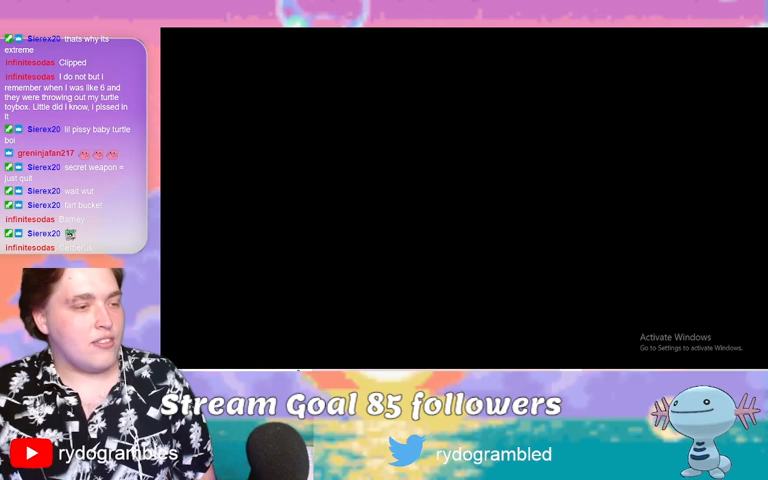 Sierex20 thats why its
extreme
infinitesodas Clipped
infinitesodas I do not but i
remember when I was like 6 and
they were throwing out my turtle
toybox. Little did I know, i pissed in
it
Sierex20 lil pissy baby turtle
boi
greninjafan217
Sierex20 secret weapon =
just quit
Sierex20 wait wut
Sierex20 fart bucket
infinitesodas Barney
Sierex20
infinitesodas
Activate Windows
Go to Settings to activate Windows.
Stream Goal 85 followers
rydogrambles
rydogrambled